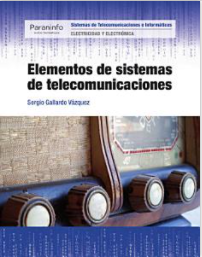 Paraninfo
Sistemas de Telecomunicaciones e Informáticos
ELECTRICIDAD Y ELECTRÓNICA
Elementos de sistemas
de telecomunicaciones
Sergio Gallardo Vázquez